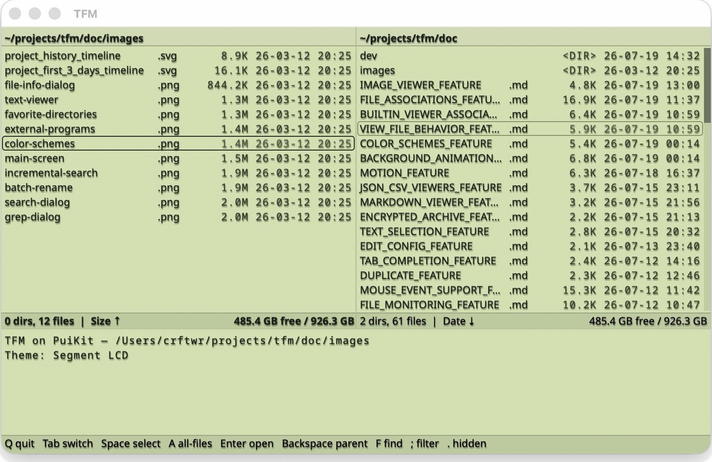 TFM
~/projects/tfm/doc/images
project_history_timeline .svg 8.9K 26-03-12 20:25
project_first_3_days_timeline .svg 16.1K 26-03-12 20:25
file-info-dialog .png 844.2K 26-03-12 20:25
text-viewer .png 1.3M 26-03-12 20:25
favorite-directories .png 1.3M 26-03-12 20:25
external-programs .png 1.4M 26-03-12 20:25
color-schemes .png 1.4M 26-03-12 20:25
main-screen .png 1.5M 26-03-12 20:25
incremental-search .png 1.9M 26-03-12 20:25
batch-rename .png 1.9M 26-03-12 20:25
search-dialog .png 2.0M 26-03-12 20:25
grep-dialog .png 2.0M 26-03-12 20:25
0 dirs, 12 files | Size ↑ 485.4 GB free / 926.3 GB
~/projects/tfm/doc
dev <DIR> 26-07-19 14:32
images <DIR> 26-03-12 20:25
IMAGE_VIEWER_FEATURE .md 4.8K 26-07-19 13:00
FILE_ASSOCIATIONS_FEATU... .md 16.9K 26-07-19 11:37
BUILTIN_VIEWER_ASSOCIA... .md 6.4K 26-07-19 10:59
VIEW_FILE_BEHAVIOR_FEAT... .md 5.9K 26-07-19 10:59
COLOR_SCHEMES_FEATURE .md 5.4K 26-07-19 00:14
BACKGROUND_ANIMATION... .md 6.8K 26-07-19 00:14
MOTION_FEATURE .md 6.3K 26-07-18 16:37
JSON_CSV_VIEWERS_FEATURE .md 3.7K 26-07-15 23:11
MARKDOWN_VIEWER_FEAT... .md 3.2K 26-07-15 21:56
ENCRYPTED_ARCHIVE_FEAT... .md 2.2K 26-07-15 21:13
TEXT_SELECTION_FEATURE .md 2.8K 26-07-15 20:32
EDIT_CONFIG_FEATURE .md 2.1K 26-07-13 23:40
TAB_COMPLETION_FEATURE .md 2.4K 26-07-12 14:16
DUPLICATE_FEATURE .md 2.3K 26-07-12 12:46
MOUSE_EVENT_SUPPORT_F... .md 15.3K 26-07-12 11:42
FILE_MONITORING_FEATURE .md 10.2K 26-07-12 10:47
2 dirs, 61 files | Date ↓ 485.4 GB free / 926.3 GB
TFM on PuiKit — /Users/crftwr/projects/tfm/doc/images
Theme: Segment LCD
Q quit Tab switch Space select A all-files Enter open Backspace parent F find ; filter . hidden